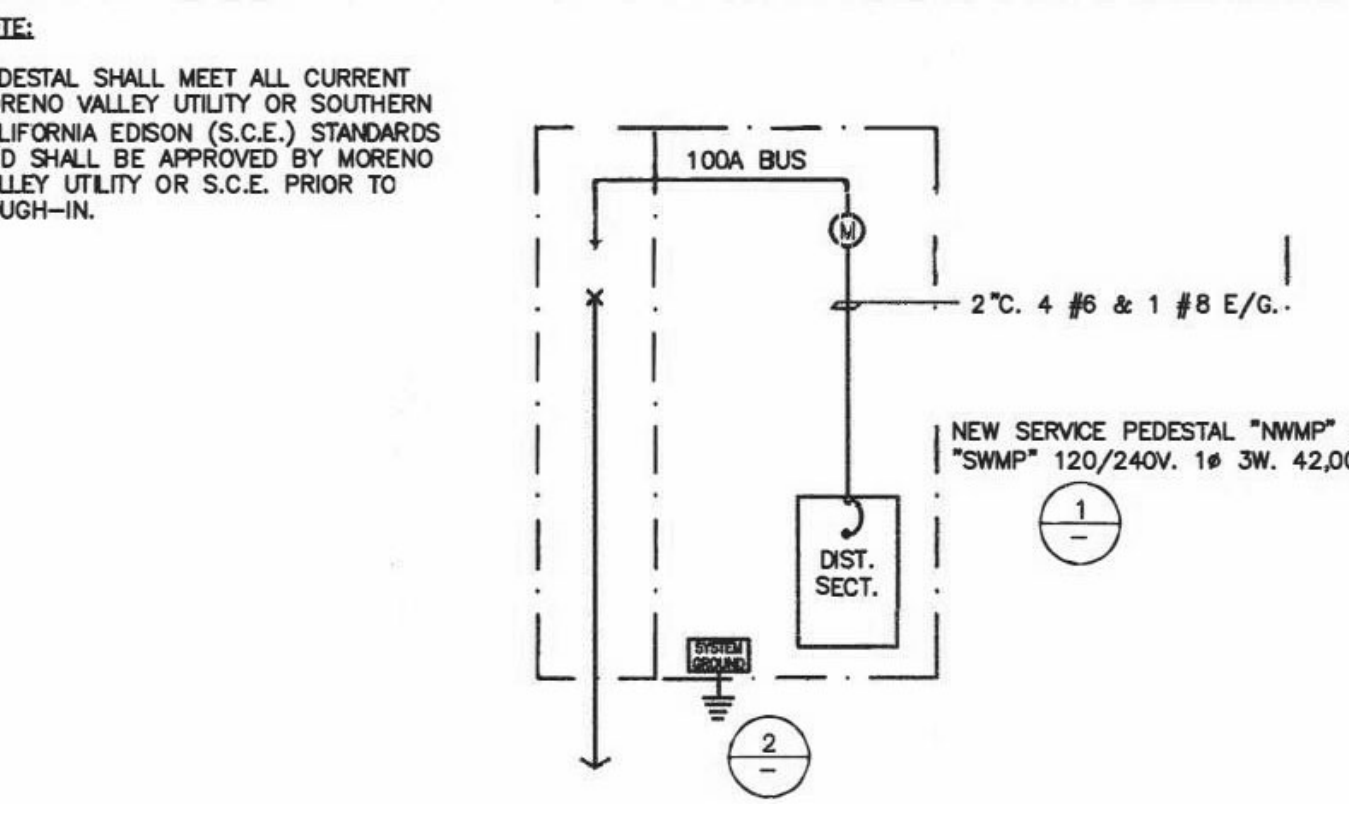 TE:
DESTAL SHALL MEET ALL CURRENT
RENO VALLEY UTILITY OR SOUTHERN
LIFORNIA EDISON (S.C.E.) STANDARDS
D SHALL BE APPROVED BY MORENO
LLEY UTILITY OR S.C.E. PRIOR TO
UGH-IN.
100A BUS
M
2"C. 4 #6 & 1 #8 E/G.
NEW SERVICE PEDESTAL "NWMP"
"SWMP" 120/240V. 1ø 3W. 42,00
1
-
DIST.
SECT.
SYSTEM
GROUND
2
-